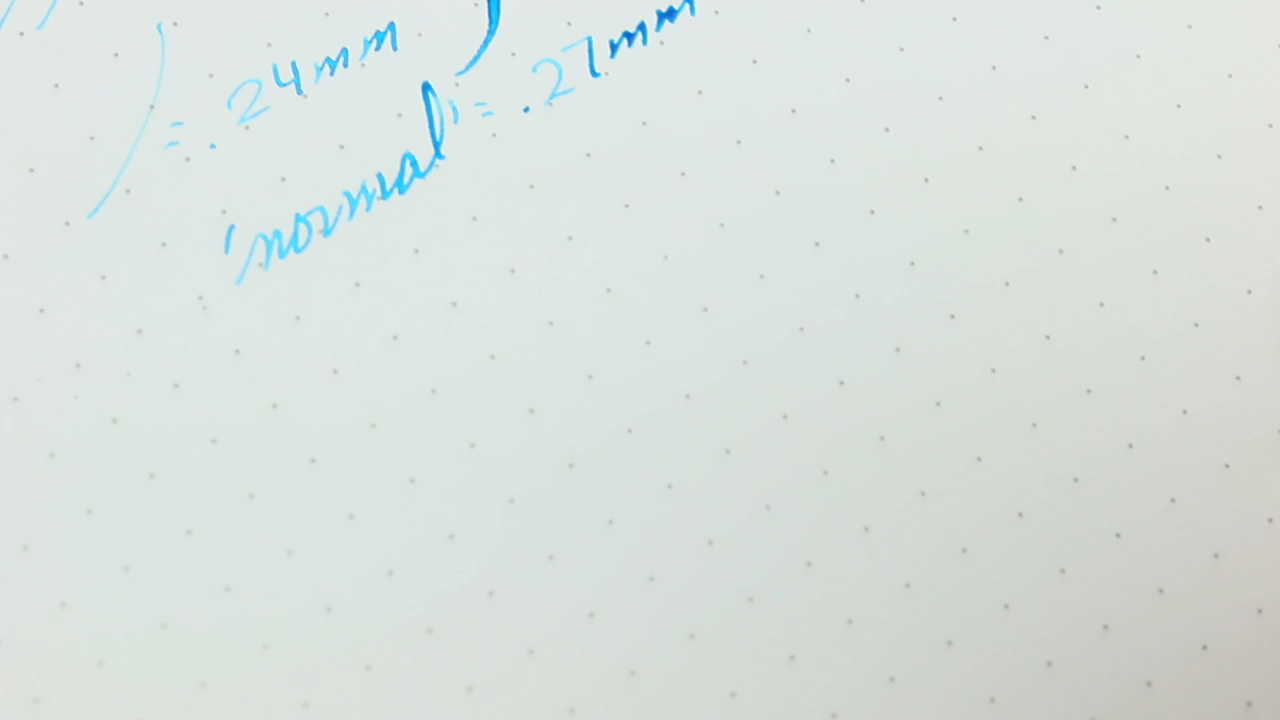 = .24mm
'normal' = .27mm